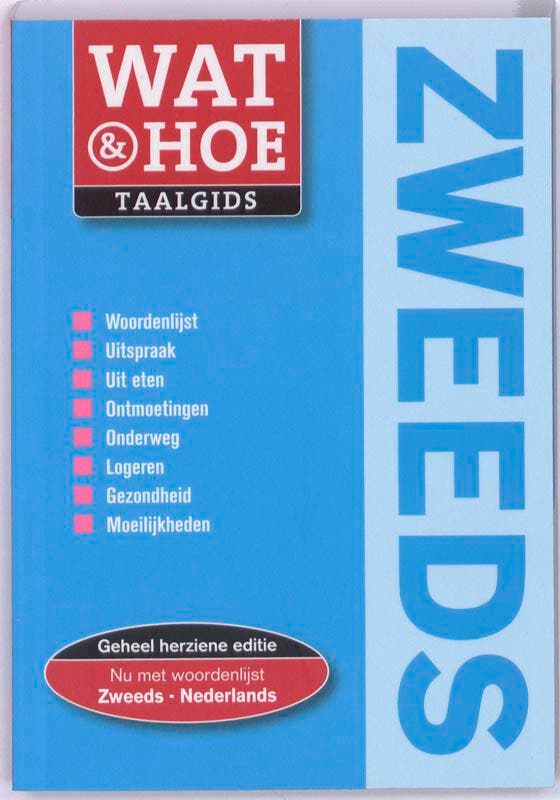 WAT
& HOE
TAALGIDS
ZWEEDS
Woordenlijst
Uitspraak
Uit eten
Ontmoetingen
Onderweg
Logeren
Gezondheid
Moeilijkheden
Geheel herziene editie
Nu met woordenlijst
Zweeds - Nederlands